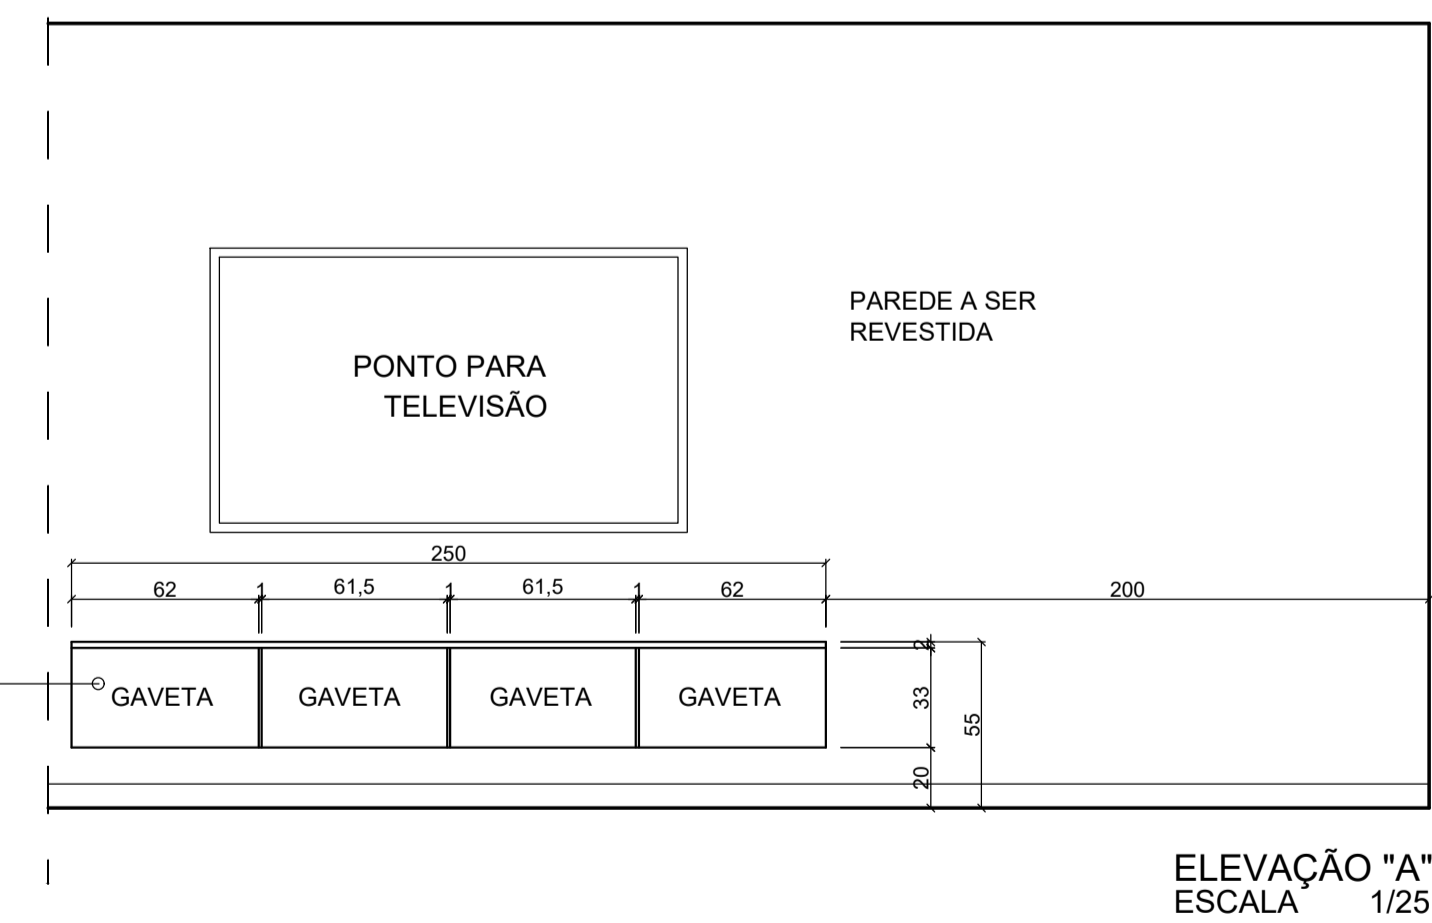 PAREDE A SER
REVESTIDA
PONTO PARA
TELEVISÃO
250
62 1 61,5 1 61,5 1 62 200
2
33
55
20
GAVETA GAVETA GAVETA GAVETA
ELEVAÇÃO "A"
ESCALA 1/25